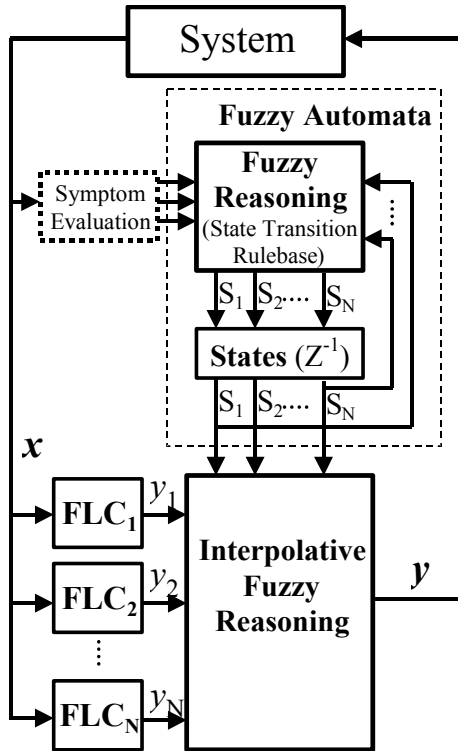 System
Fuzzy Automata
Fuzzy
Reasoning
(State Transition
Rulebase)
Symptom
Evaluation
....
S1 S2.... SN
States (Z-1)
S1 S2.... SN
x
FLC1 y1
FLC2 y2
....
FLCN yN
Interpolative
Fuzzy
Reasoning
y